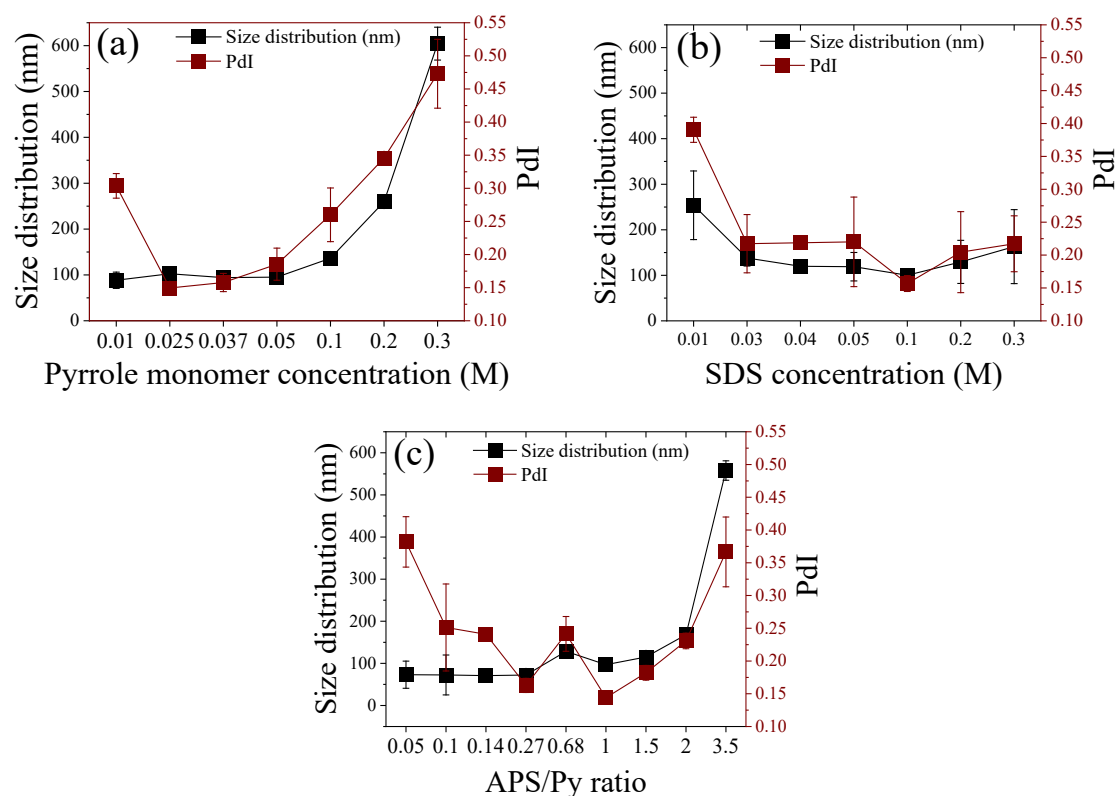 (a)
Size distribution (nm)
PdI
Size distribution (nm)
600
500
400
300
200
100
0
0.55
0.50
0.45
0.40
0.35
0.30
0.25
0.20
0.15
0.10
PdI
0.01 0.025 0.037 0.05 0.1 0.2 0.3
Pyrrole monomer concentration (M)
(b)
Size distribution (nm)
PdI
Size distribution (nm)
600
500
400
300
200
100
0
0.55
0.50
0.45
0.40
0.35
0.30
0.25
0.20
0.15
0.10
PdI
0.01 0.03 0.04 0.05 0.1 0.2 0.3
SDS concentration (M)
(c)
Size distribution (nm)
PdI
Size distribution (nm)
600
500
400
300
200
100
0
0.55
0.50
0.45
0.40
0.35
0.30
0.25
0.20
0.15
0.10
PdI
0.05 0.1 0.14 0.27 0.68 1 1.5 2 3.5
APS/Py ratio